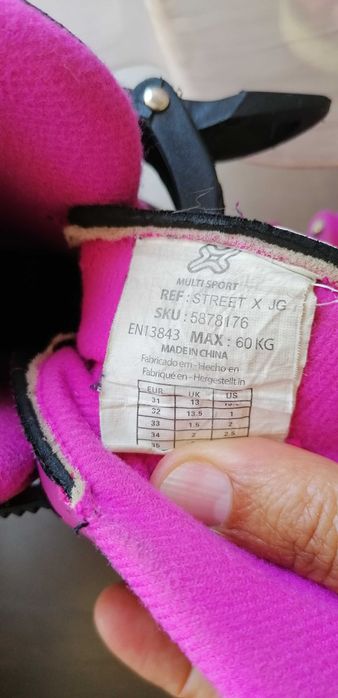 MULTI SPORT
REF: STREET X JG
SKU : 5878176
EN13843 MAX : 60 KG
MADE IN CHINA
Fabricado em - Hecho en
Fabriqué en - Hergestellt in
EUR UK US
31 13
32 13.5 1
33 1.5 2
34 2 2.5
35